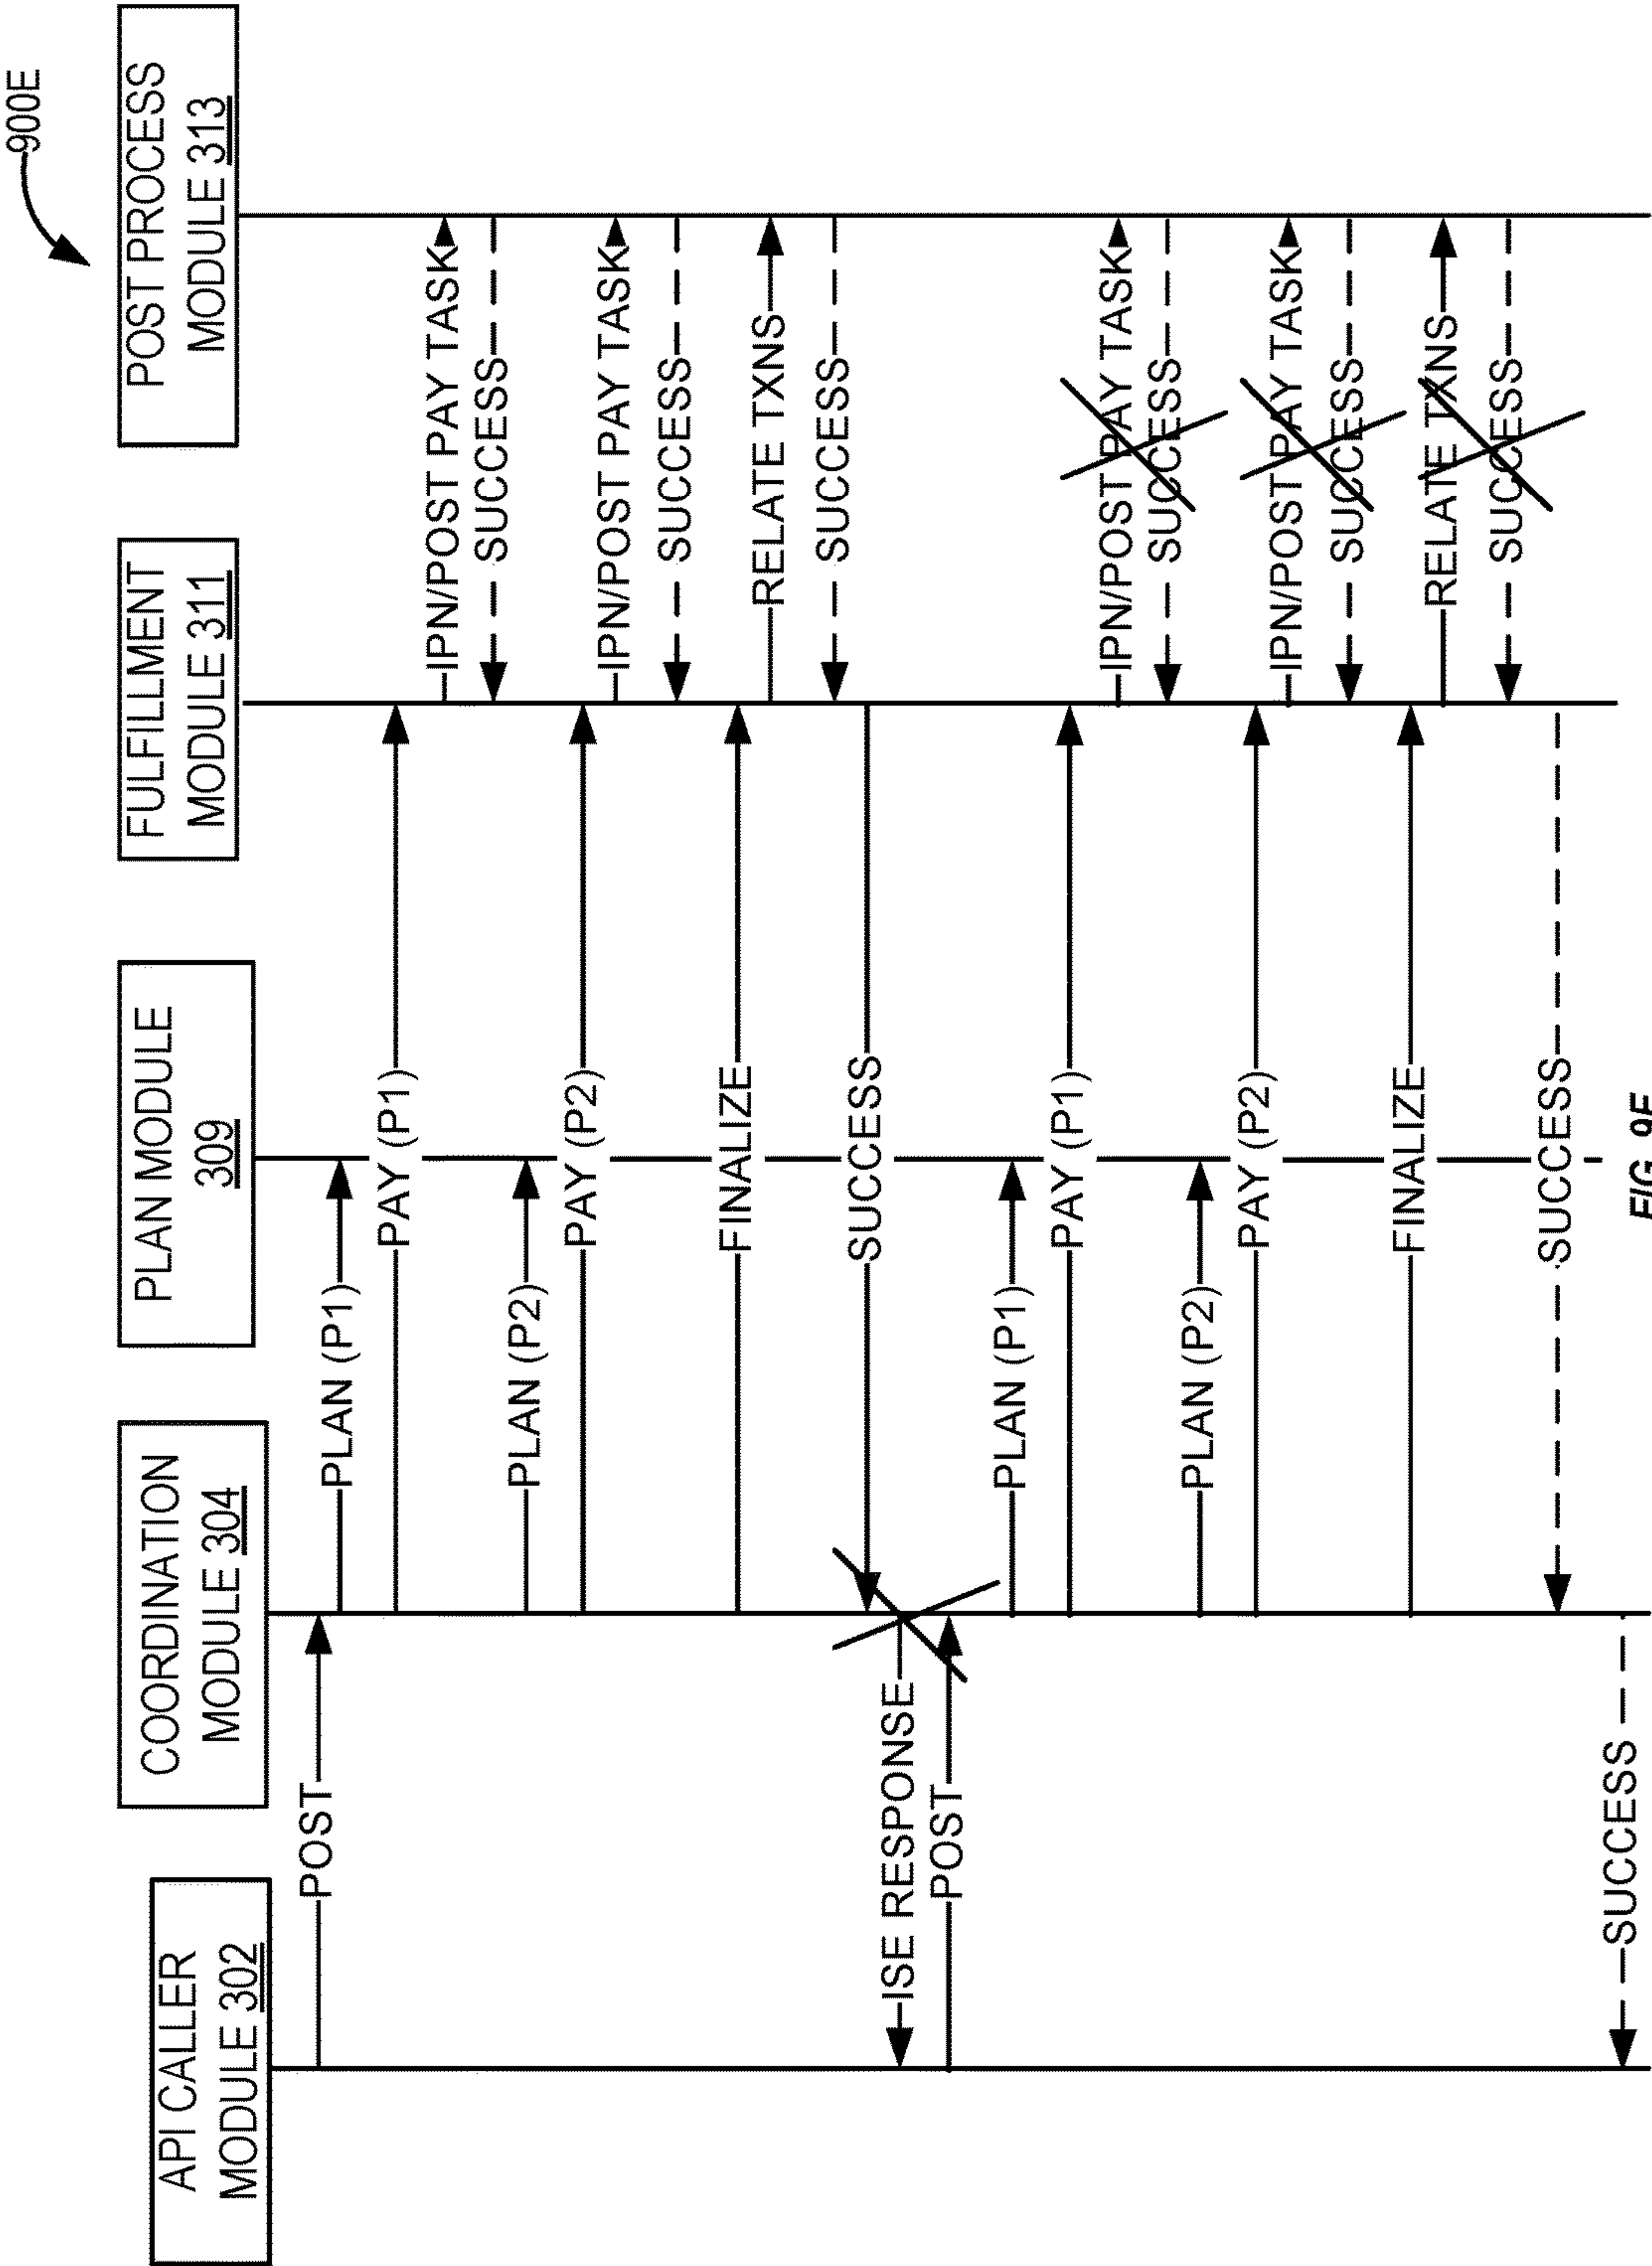 900E
API CALLER
MODULE 302
COORDINATION
MODULE 304
PLAN MODULE
309
FULFILLMENT
MODULE 311
POST PROCESS
MODULE 313
POST
PLAN (P1)
PAY (P1)
IPN/POST PAY TASK
SUCCESS
PLAN (P2)
PAY (P2)
IPN/POST PAY TASK
SUCCESS
FINALIZE
RELATE TXNS
SUCCESS
SUCCESS
ISE RESPONSE
POST
PLAN (P1)
PAY (P1)
IPN/POST PAY TASK
SUCCESS
PLAN (P2)
PAY (P2)
IPN/POST PAY TASK
SUCCESS
FINALIZE
RELATE TXNS
SUCCESS
SUCCESS
SUCCESS
FIG. 9E